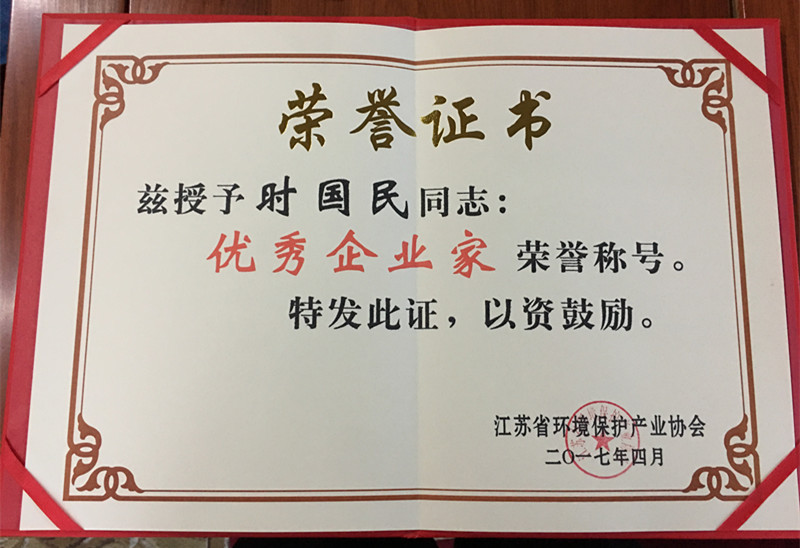 荣誉证书
兹授予时国民同志：
优秀企业家 荣誉称号。
特发此证，以资鼓励。
江苏省环境保护产业协会
二〇一七年四月